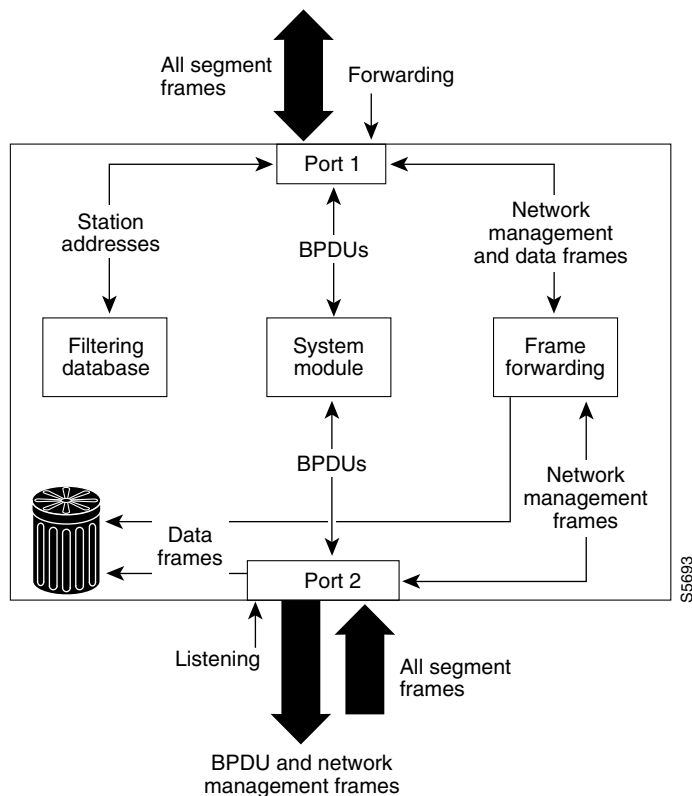 All segment
frames
Forwarding
Port 1
Station
addresses
BPDUs
Network
management
and data frames
Filtering
database
System
module
Frame
forwarding
BPDUs
Network
management
frames
Data
frames
Port 2
S5693
Listening
All segment
frames
BPDU and network
management frames